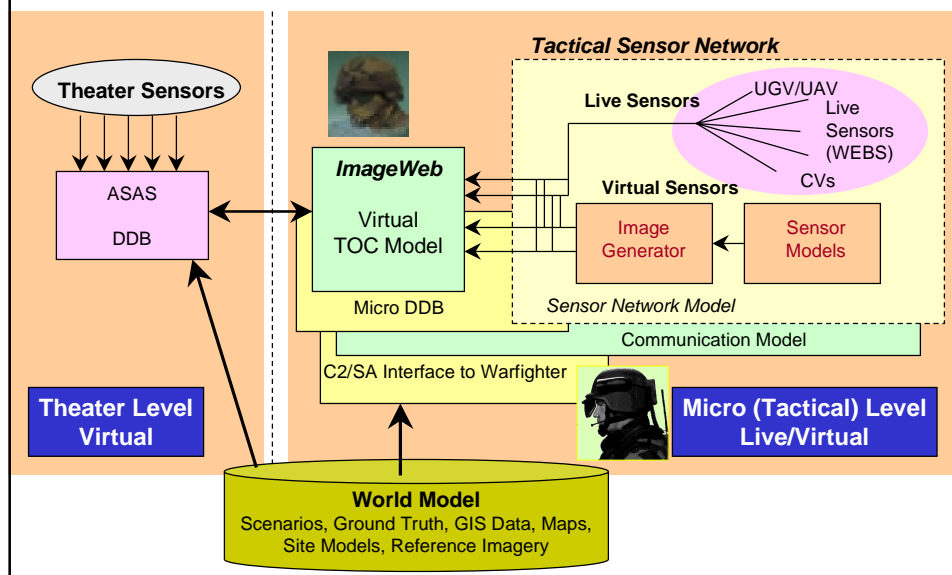 Tactical Sensor Network
Theater Sensors
ASAS
DDB
ImageWeb
Virtual
TOC Model
Micro DDB
Live Sensors
UGV/UAV
Live
Sensors
(WEBS)
CVs
Virtual Sensors
Image
Generator
Sensor
Models
Sensor Network Model
Communication Model
C2/SA Interface to Warfighter
Theater Level
Virtual
Micro (Tactical) Level
Live/Virtual
World Model
Scenarios, Ground Truth, GIS Data, Maps,
Site Models, Reference Imagery